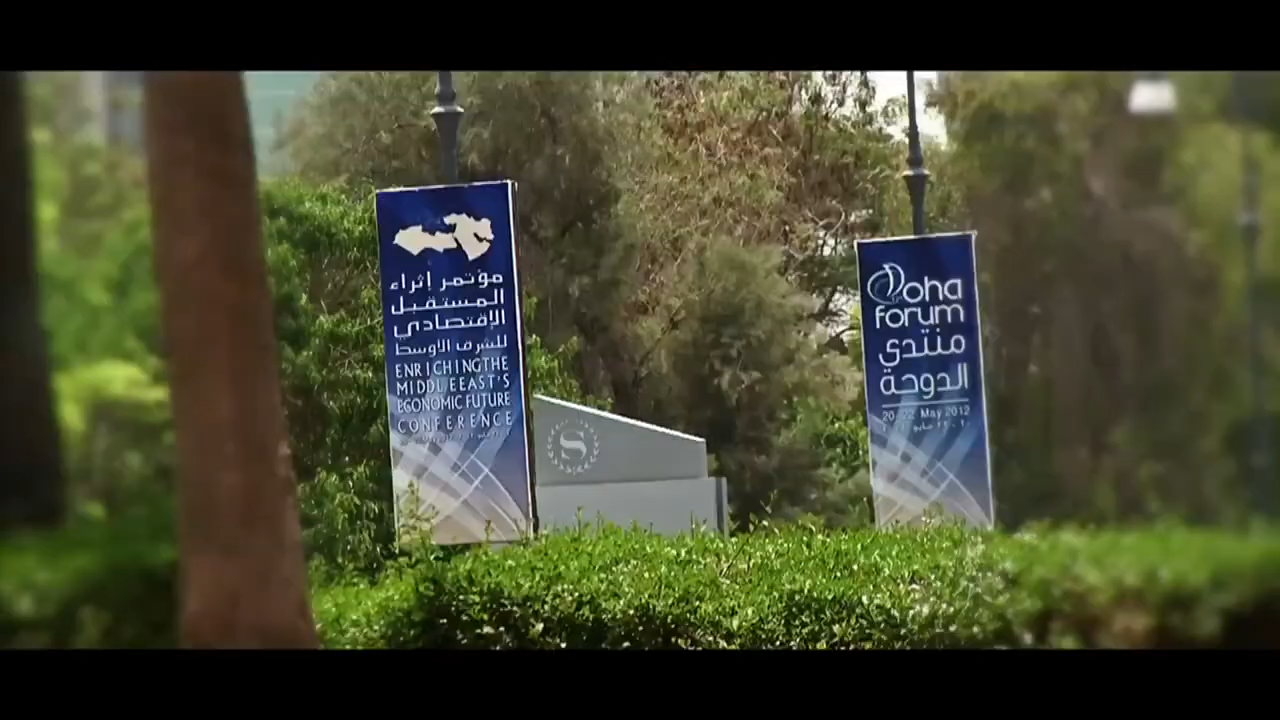 مؤتمر إثراء
المستقبل
الإقتصادي
للشرق الاوسط
ENRICHING THE
MIDDLE EAST'S
ECONOMIC FUTURE
CONFERENCE
S
Doha
forum
منتدى
الدوحة
20-22 May 2012